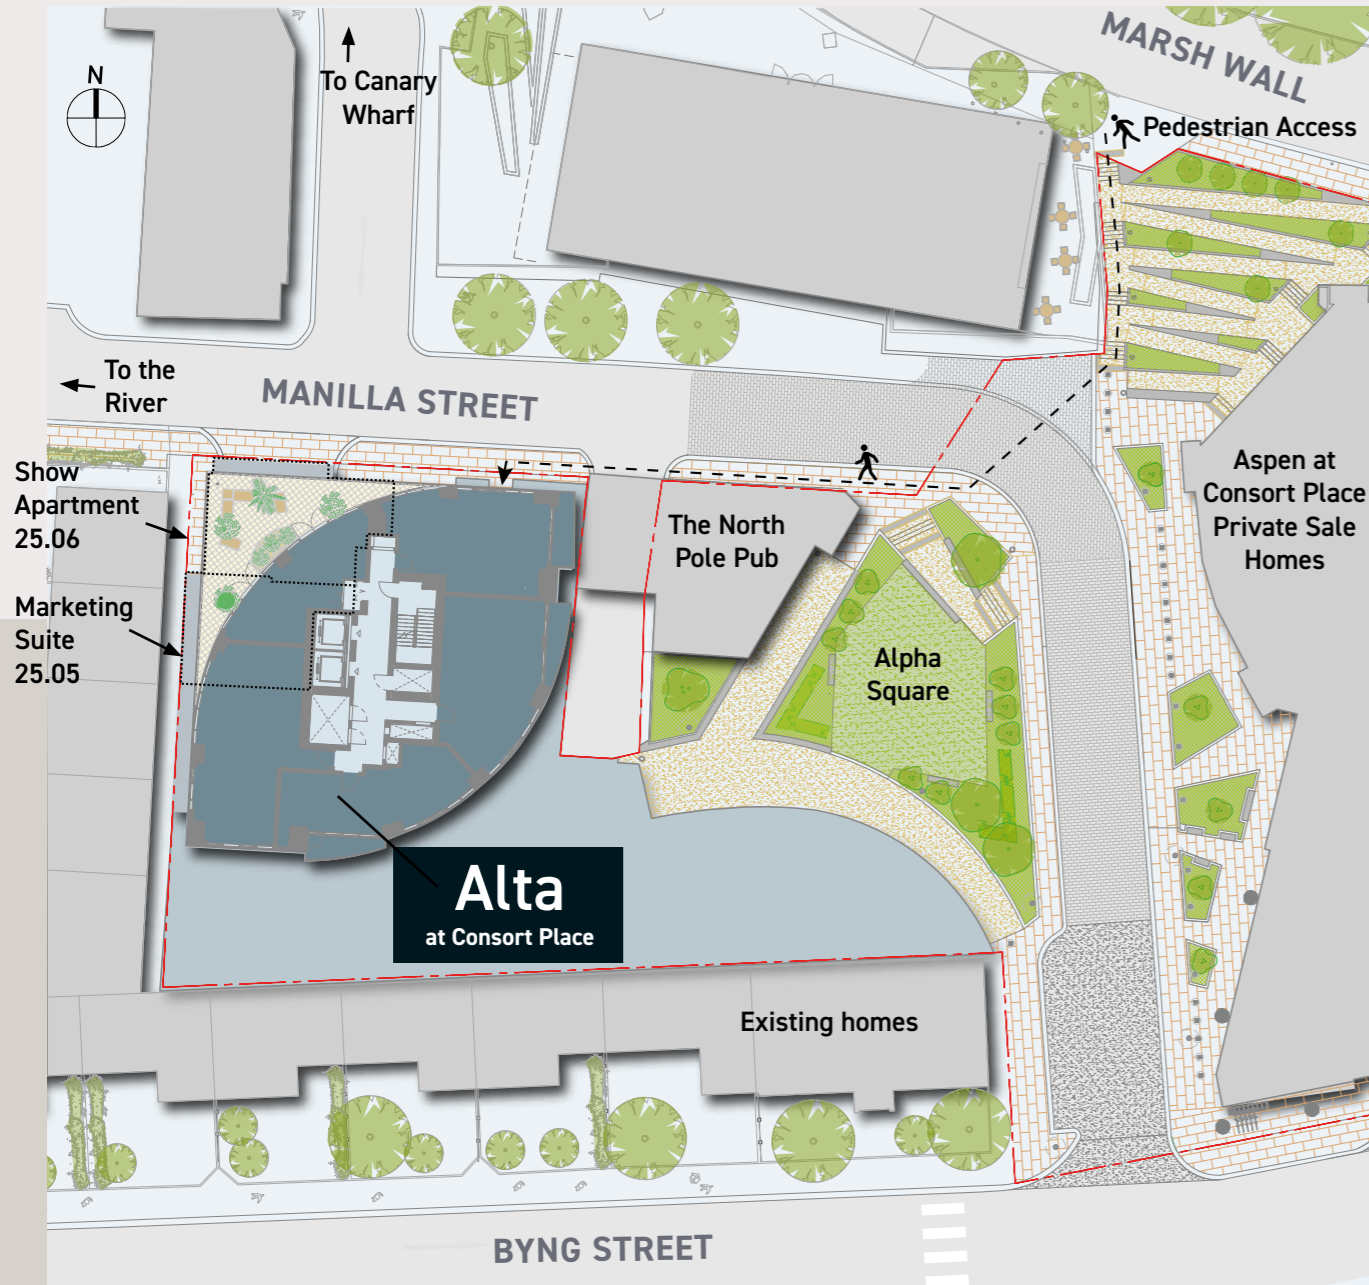 MARSH WALL
N
To Canary
Wharf
Pedestrian Access
To the
River
MANILLA STREET
Show
Apartment
25.06
The North
Pole Pub
Aspen at
Consort Place
Private Sale
Homes
Marketing
Suite
25.05
Alpha
Square
Alta
at Consort Place
Existing homes
BYNG STREET